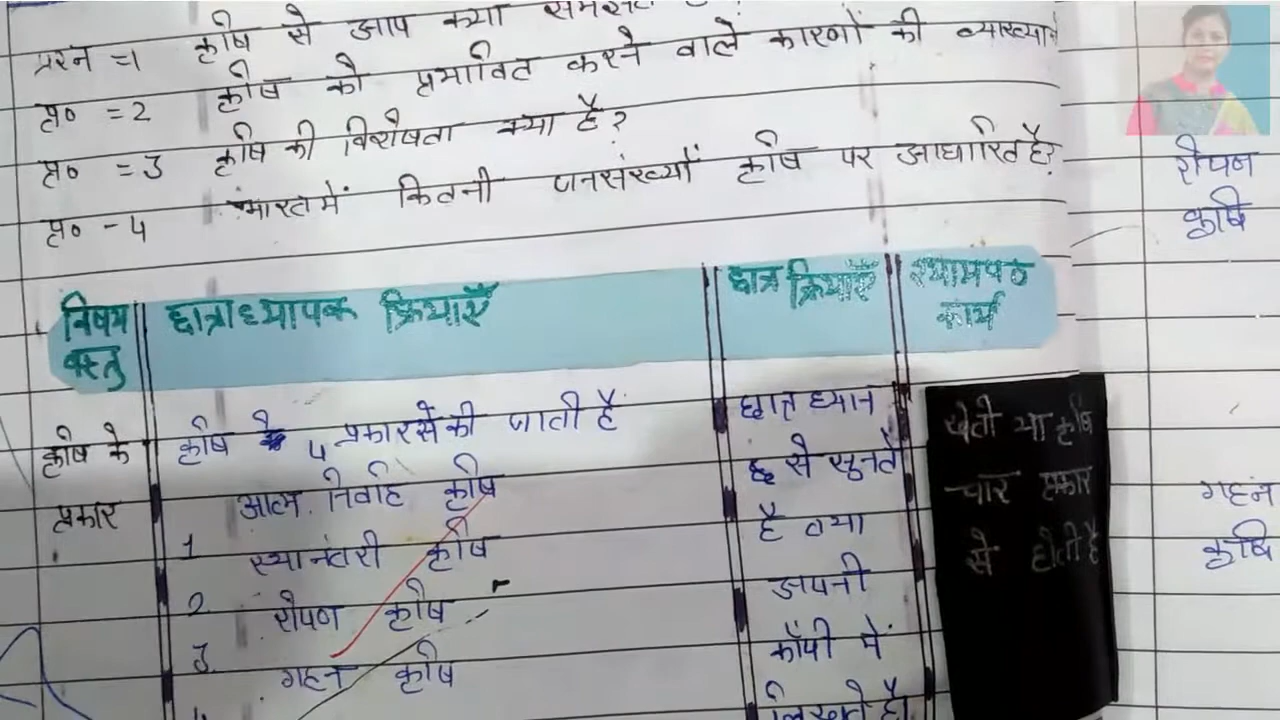 प्रश्न =1 कृषि से आप क्या समझते
प्र० =2 कृषि को प्रभावित करने वाले कारणों की व्याख्या
प्र० =3 कृषि की विशेषता क्या है?
प्र० -4 भारत में कितनी जनसंख्याँ कृषि पर आधारित है?
विषय वस्तु
छात्राध्यापक क्रियाएँ
छात्र क्रियाएँ
श्यामपठ कार्य
कृषि के
प्रकार
कृषि 4 प्रकार से की जाती है
आत्म निर्वाह कृषि
1 स्थानंतरी कृषि
2. रोपण कृषि
3. गहन कृषि
छात्र ध्यान
से सुनते
है तथा
अपनी
कॉपी में
लिखते है।
खेती या कृषि
चार प्रकार
से होती है
रोपन
कृषि
गहन
कृषि